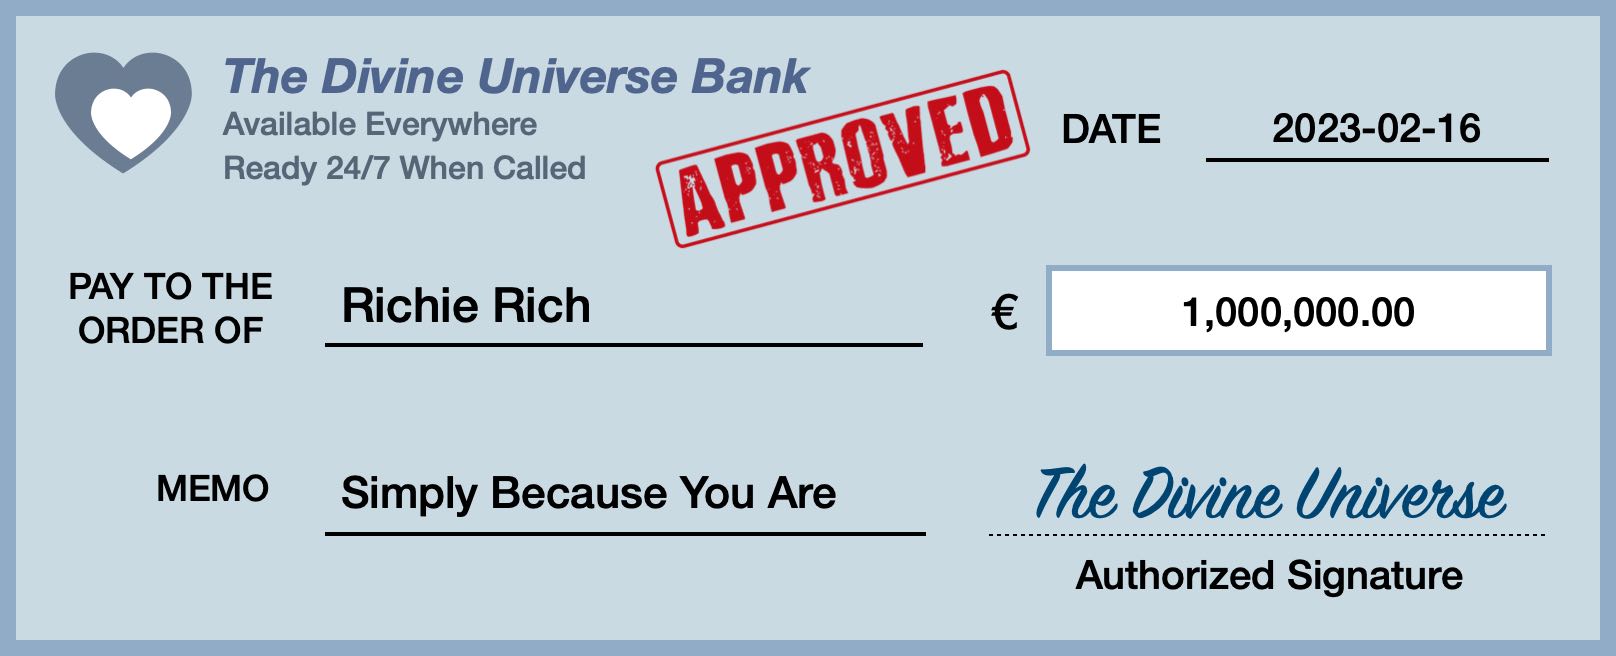 The Divine Universe Bank
Available Everywhere
Ready 24/7 When Called
APPROVED
DATE 2023-02-16
PAY TO THE
ORDER OF
Richie Rich
€ 1,000,000.00
MEMO Simply Because You Are
The Divine Universe
Authorized Signature